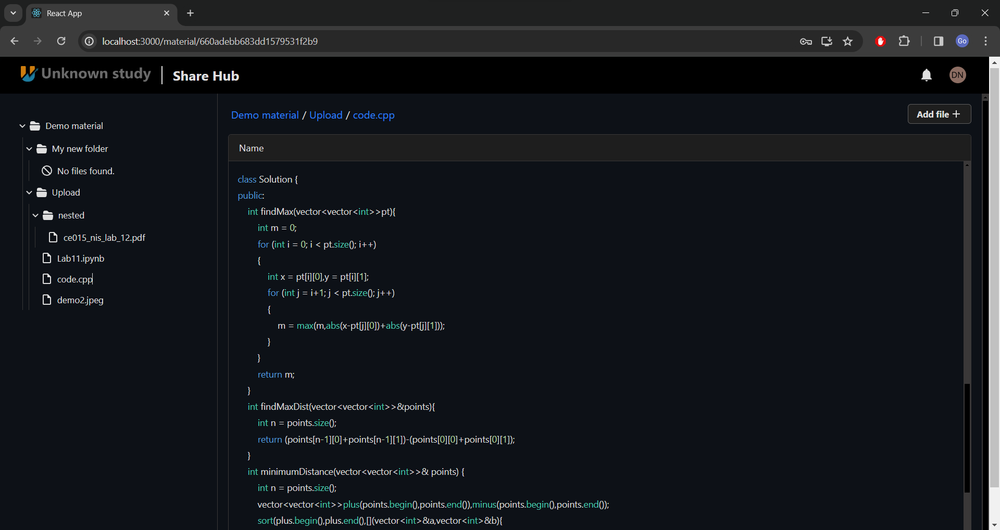 React App
localhost:3000/material/660adebb683dd1579531f2b9
Go
Unknown study
Share Hub
DN
Demo material
My new folder
No files found.
Upload
nested
ce015_nis_lab_12.pdf
Lab11.ipynb
code.cpp
demo2.jpeg
Demo material / Upload / code.cpp
Add file +
Name
class Solution {
public:
int findMax(vector<vector<int>>pt){
int m = 0;
for (int i = 0; i < pt.size(); i++)
{
int x = pt[i][0],y = pt[i][1];
for (int j = i+1; j < pt.size(); j++)
{
m = max(m,abs(x-pt[j][0])+abs(y-pt[j][1]));
}
}
return m;
}
int findMaxDist(vector<vector<int>>&points){
int n = points.size();
return (points[n-1][0]+points[n-1][1])-(points[0][0]+points[0][1]);
}
int minimumDistance(vector<vector<int>>& points) {
int n = points.size();
vector<vector<int>>plus(points.begin(),points.end()),minus(points.begin(),points.end());
sort(plus.begin(),plus.end(),[](vector<int>&a,vector<int>&b){